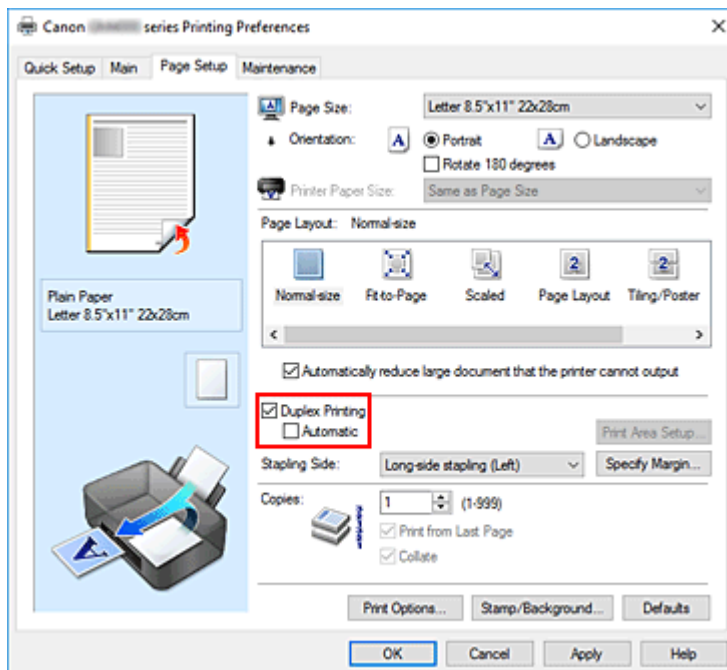 Canon series Printing Preferences
Quick Setup Main Page Setup Maintenance
Page Size: Letter 8.5"x11" 22x28cm
Orientation: A Portrait A Landscape
Rotate 180 degrees
Printer Paper Size: Same as Page Size
Page Layout: Normal-size
2 2
Normal-size Fit-to-Page Scaled Page Layout Tiling/Poster
Plain Paper
Letter 8.5"x11" 22x28cm
Automatically reduce large document that the printer cannot output
Duplex Printing
Automatic
Print Area Setup...
Stapling Side: Long-side stapling (Left) Specify Margin...
Copies: 1 (1-999)
Print from Last Page
Collate
A
Print Options... Stamp/Background... Defaults
OK Cancel Apply Help